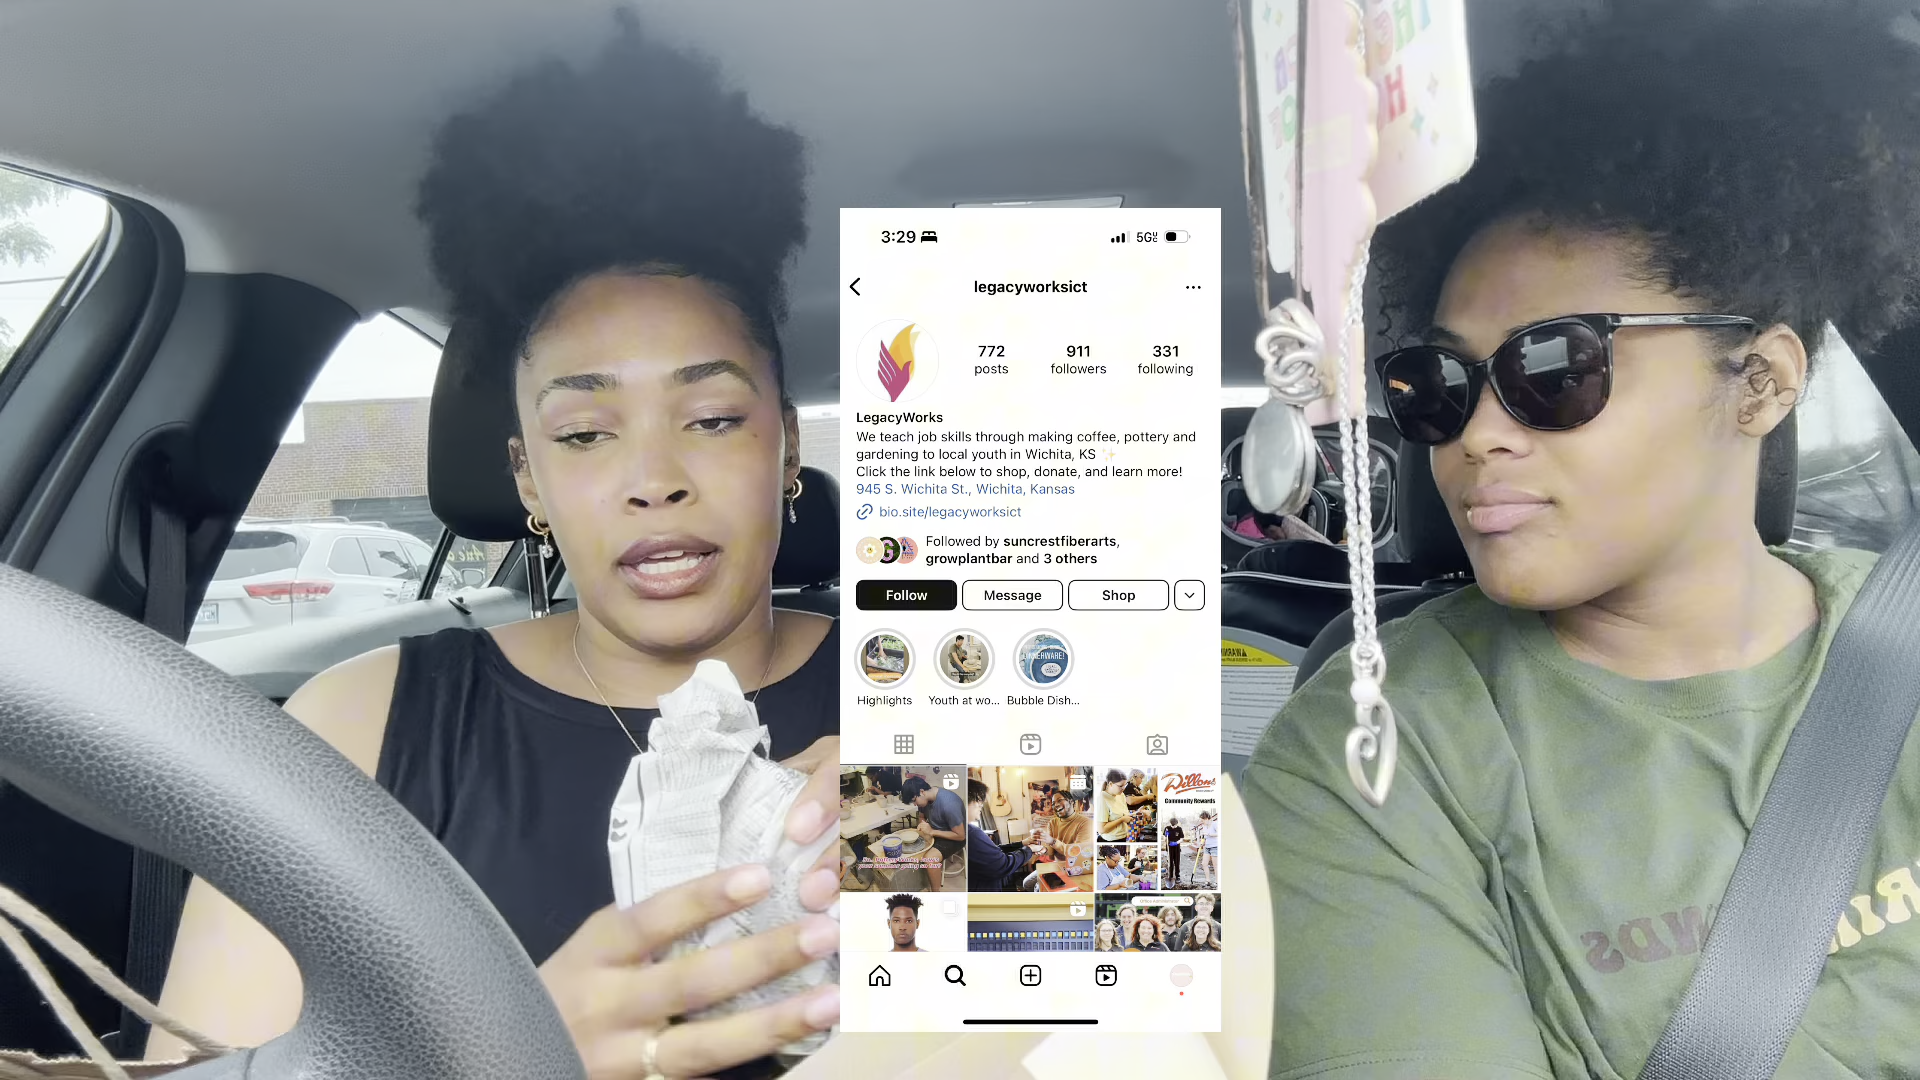 3:29
5G
legacyworksict
772
posts
911
followers
331
following
LegacyWorks
We teach job skills through making coffee, pottery and
gardening to local youth in Wichita, KS ✨
Click the link below to shop, donate, and learn more!
945 S. Wichita St., Wichita, Kansas
bio.site/legacyworksict
Followed by suncrestfiberarts,
growplantbar and 3 others
Follow
Message
Shop
Highlights
Youth at wo...
Bubble Dish...
Dillons
Community Rewards